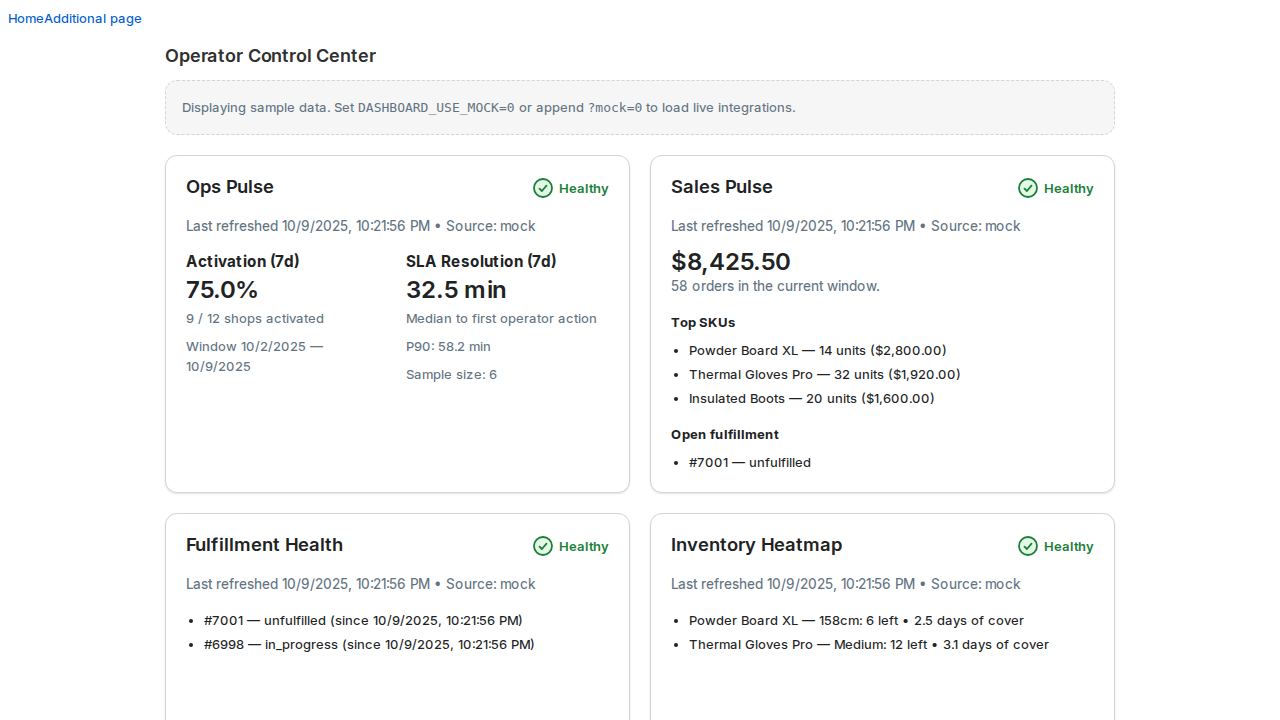 HomeAdditional page
Operator Control Center
Displaying sample data. Set DASHBOARD_USE_MOCK=0 or append ?mock=0 to load live integrations.
Ops Pulse
Healthy
Last refreshed 10/9/2025, 10:21:56 PM • Source: mock
Activation (7d)
75.0%
9 / 12 shops activated
Window 10/2/2025 —
10/9/2025
SLA Resolution (7d)
32.5 min
Median to first operator action
P90: 58.2 min
Sample size: 6
Sales Pulse
Healthy
Last refreshed 10/9/2025, 10:21:56 PM • Source: mock
$8,425.50
58 orders in the current window.
Top SKUs
• Powder Board XL — 14 units ($2,800.00)
• Thermal Gloves Pro — 32 units ($1,920.00)
• Insulated Boots — 20 units ($1,600.00)
Open fulfillment
• #7001 — unfulfilled
Fulfillment Health
Healthy
Last refreshed 10/9/2025, 10:21:56 PM • Source: mock
• #7001 — unfulfilled (since 10/9/2025, 10:21:56 PM)
• #6998 — in_progress (since 10/9/2025, 10:21:56 PM)
Inventory Heatmap
Healthy
Last refreshed 10/9/2025, 10:21:56 PM • Source: mock
• Powder Board XL — 158cm: 6 left • 2.5 days of cover
• Thermal Gloves Pro — Medium: 12 left • 3.1 days of cover